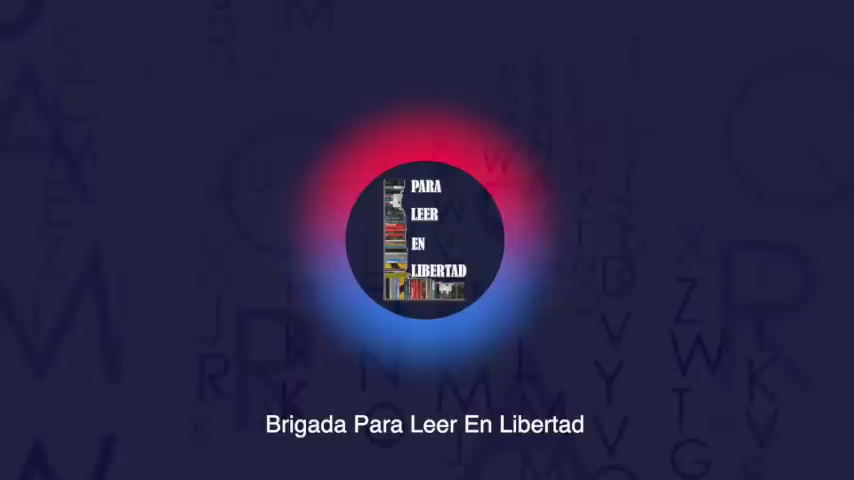 PARA
LEER
EN
LIBERTAD
Brigada Para Leer En Libertad